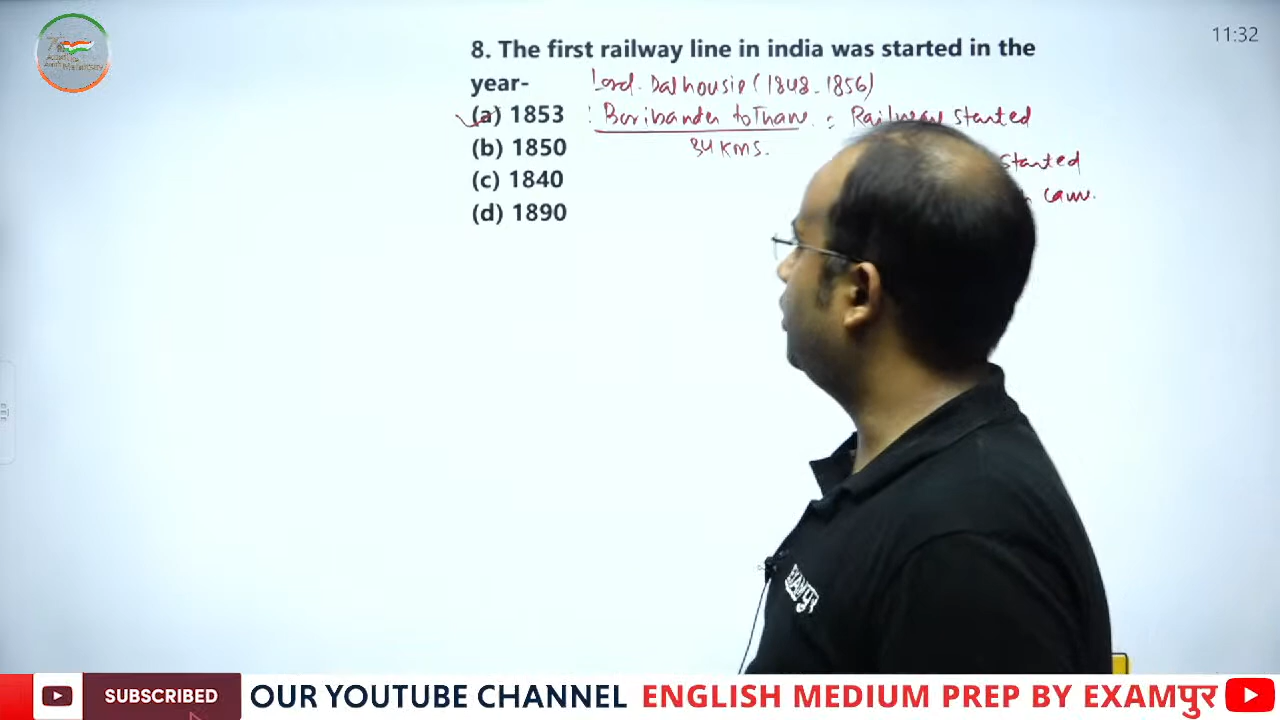 11:32
8. The first railway line in india was started in the
year-
Lord. Dalhousie (1848-1856)
(a) 1853 : Boribander to Thane. : Railway started
34 KMS.
(b) 1850
started
(c) 1840
(d) 1890
SUBSCRIBED
OUR YOUTUBE CHANNEL ENGLISH MEDIUM PREP BY EXAMपुर
EXAMपुर